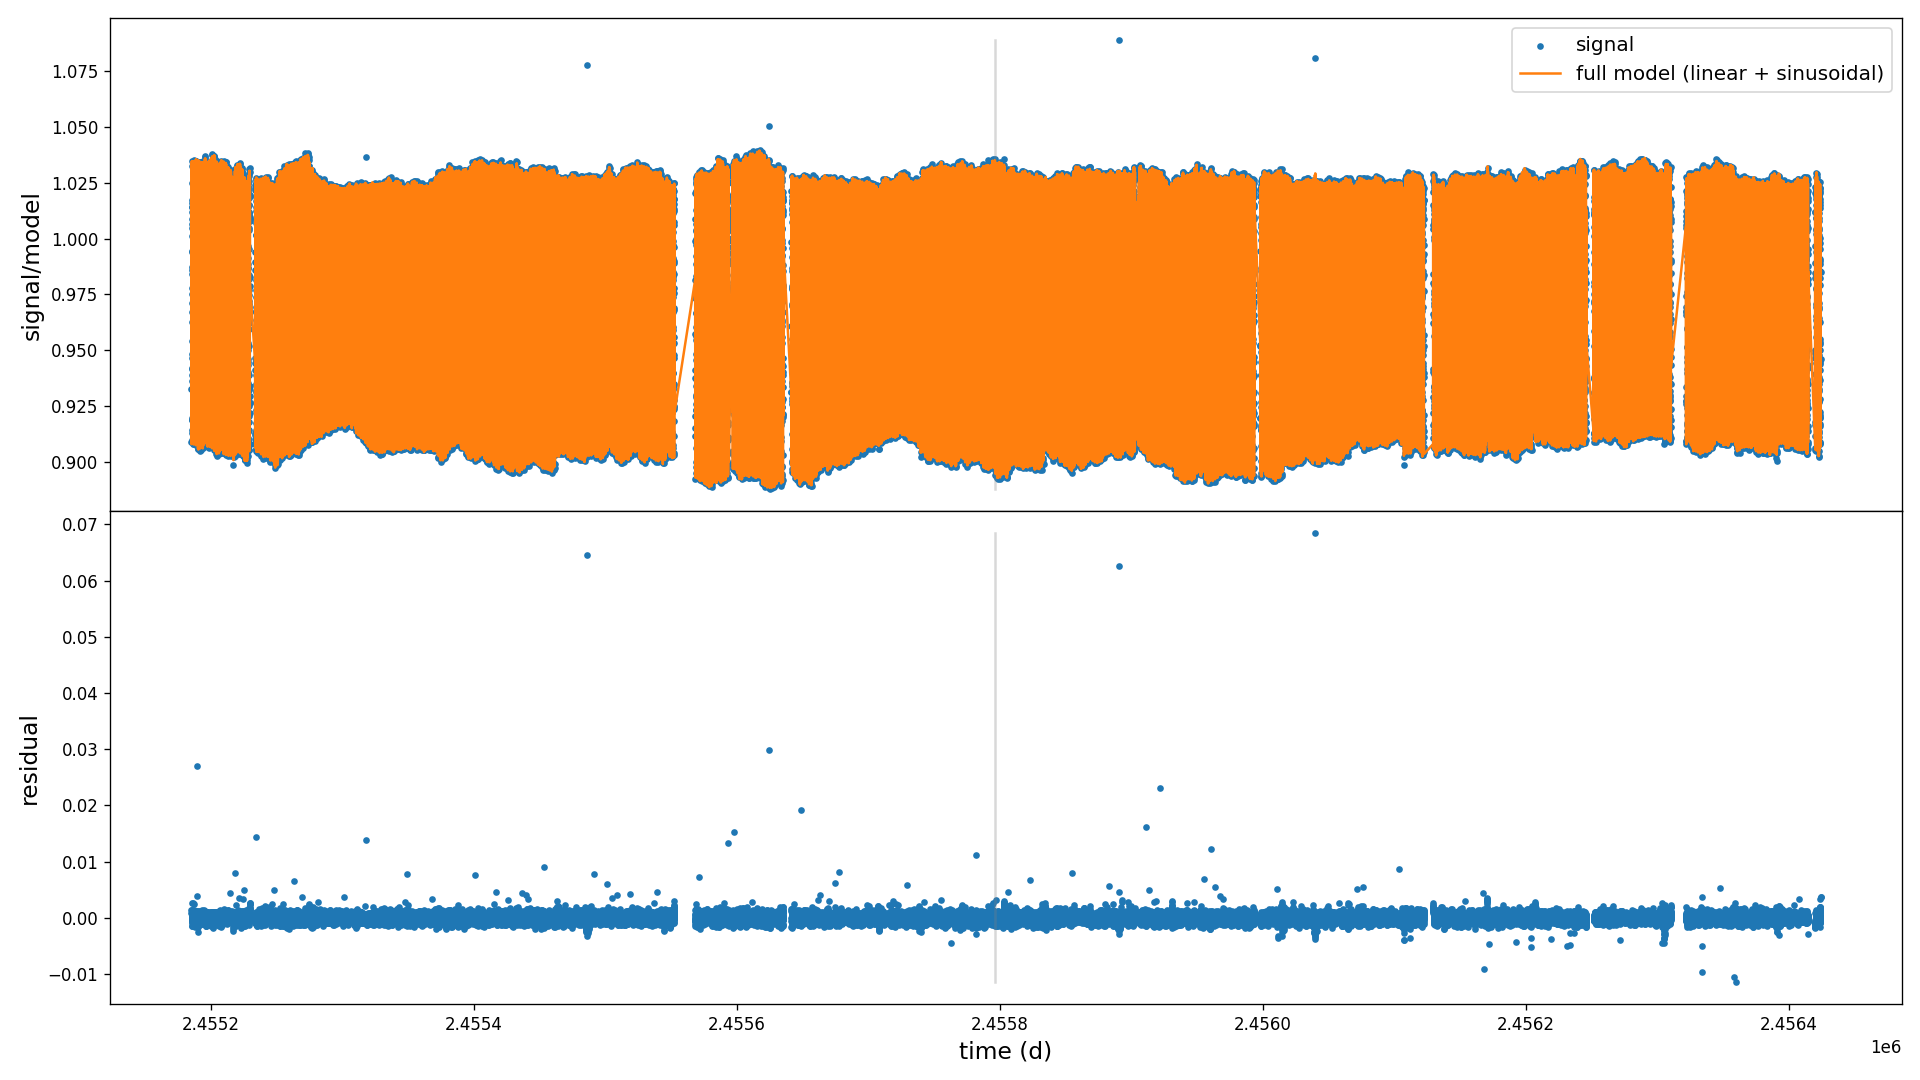 signal/model
1.075
1.050
1.025
1.000
0.975
0.950
0.925
0.900
signal
full model (linear + sinusoidal)
residual
0.07
0.06
0.05
0.04
0.03
0.02
0.01
0.00
−0.01
2.4552 2.4554 2.4556 2.4558 2.4560 2.4562 2.4564
time (d)
1e6